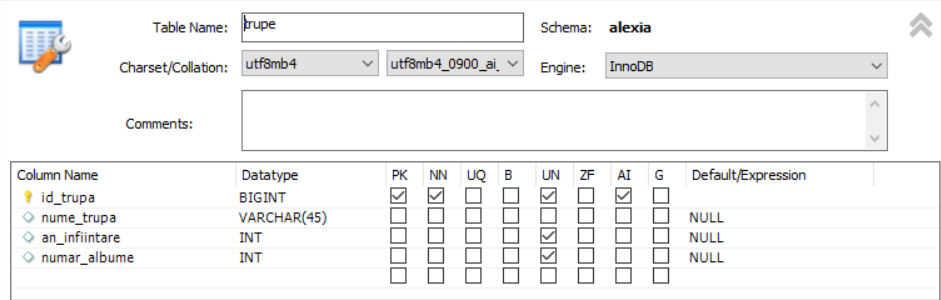 Table Name: trupe Schema: alexia
Charset/Collation: utf8mb4 utf8mb4_0900_ai_ Engine: InnoDB
Comments:
Column Name Datatype PK NN UQ B UN ZF AI G Default/Expression
id_trupa BIGINT
nume_trupa VARCHAR(45) NULL
an_infiintare INT NULL
numar_albume INT NULL